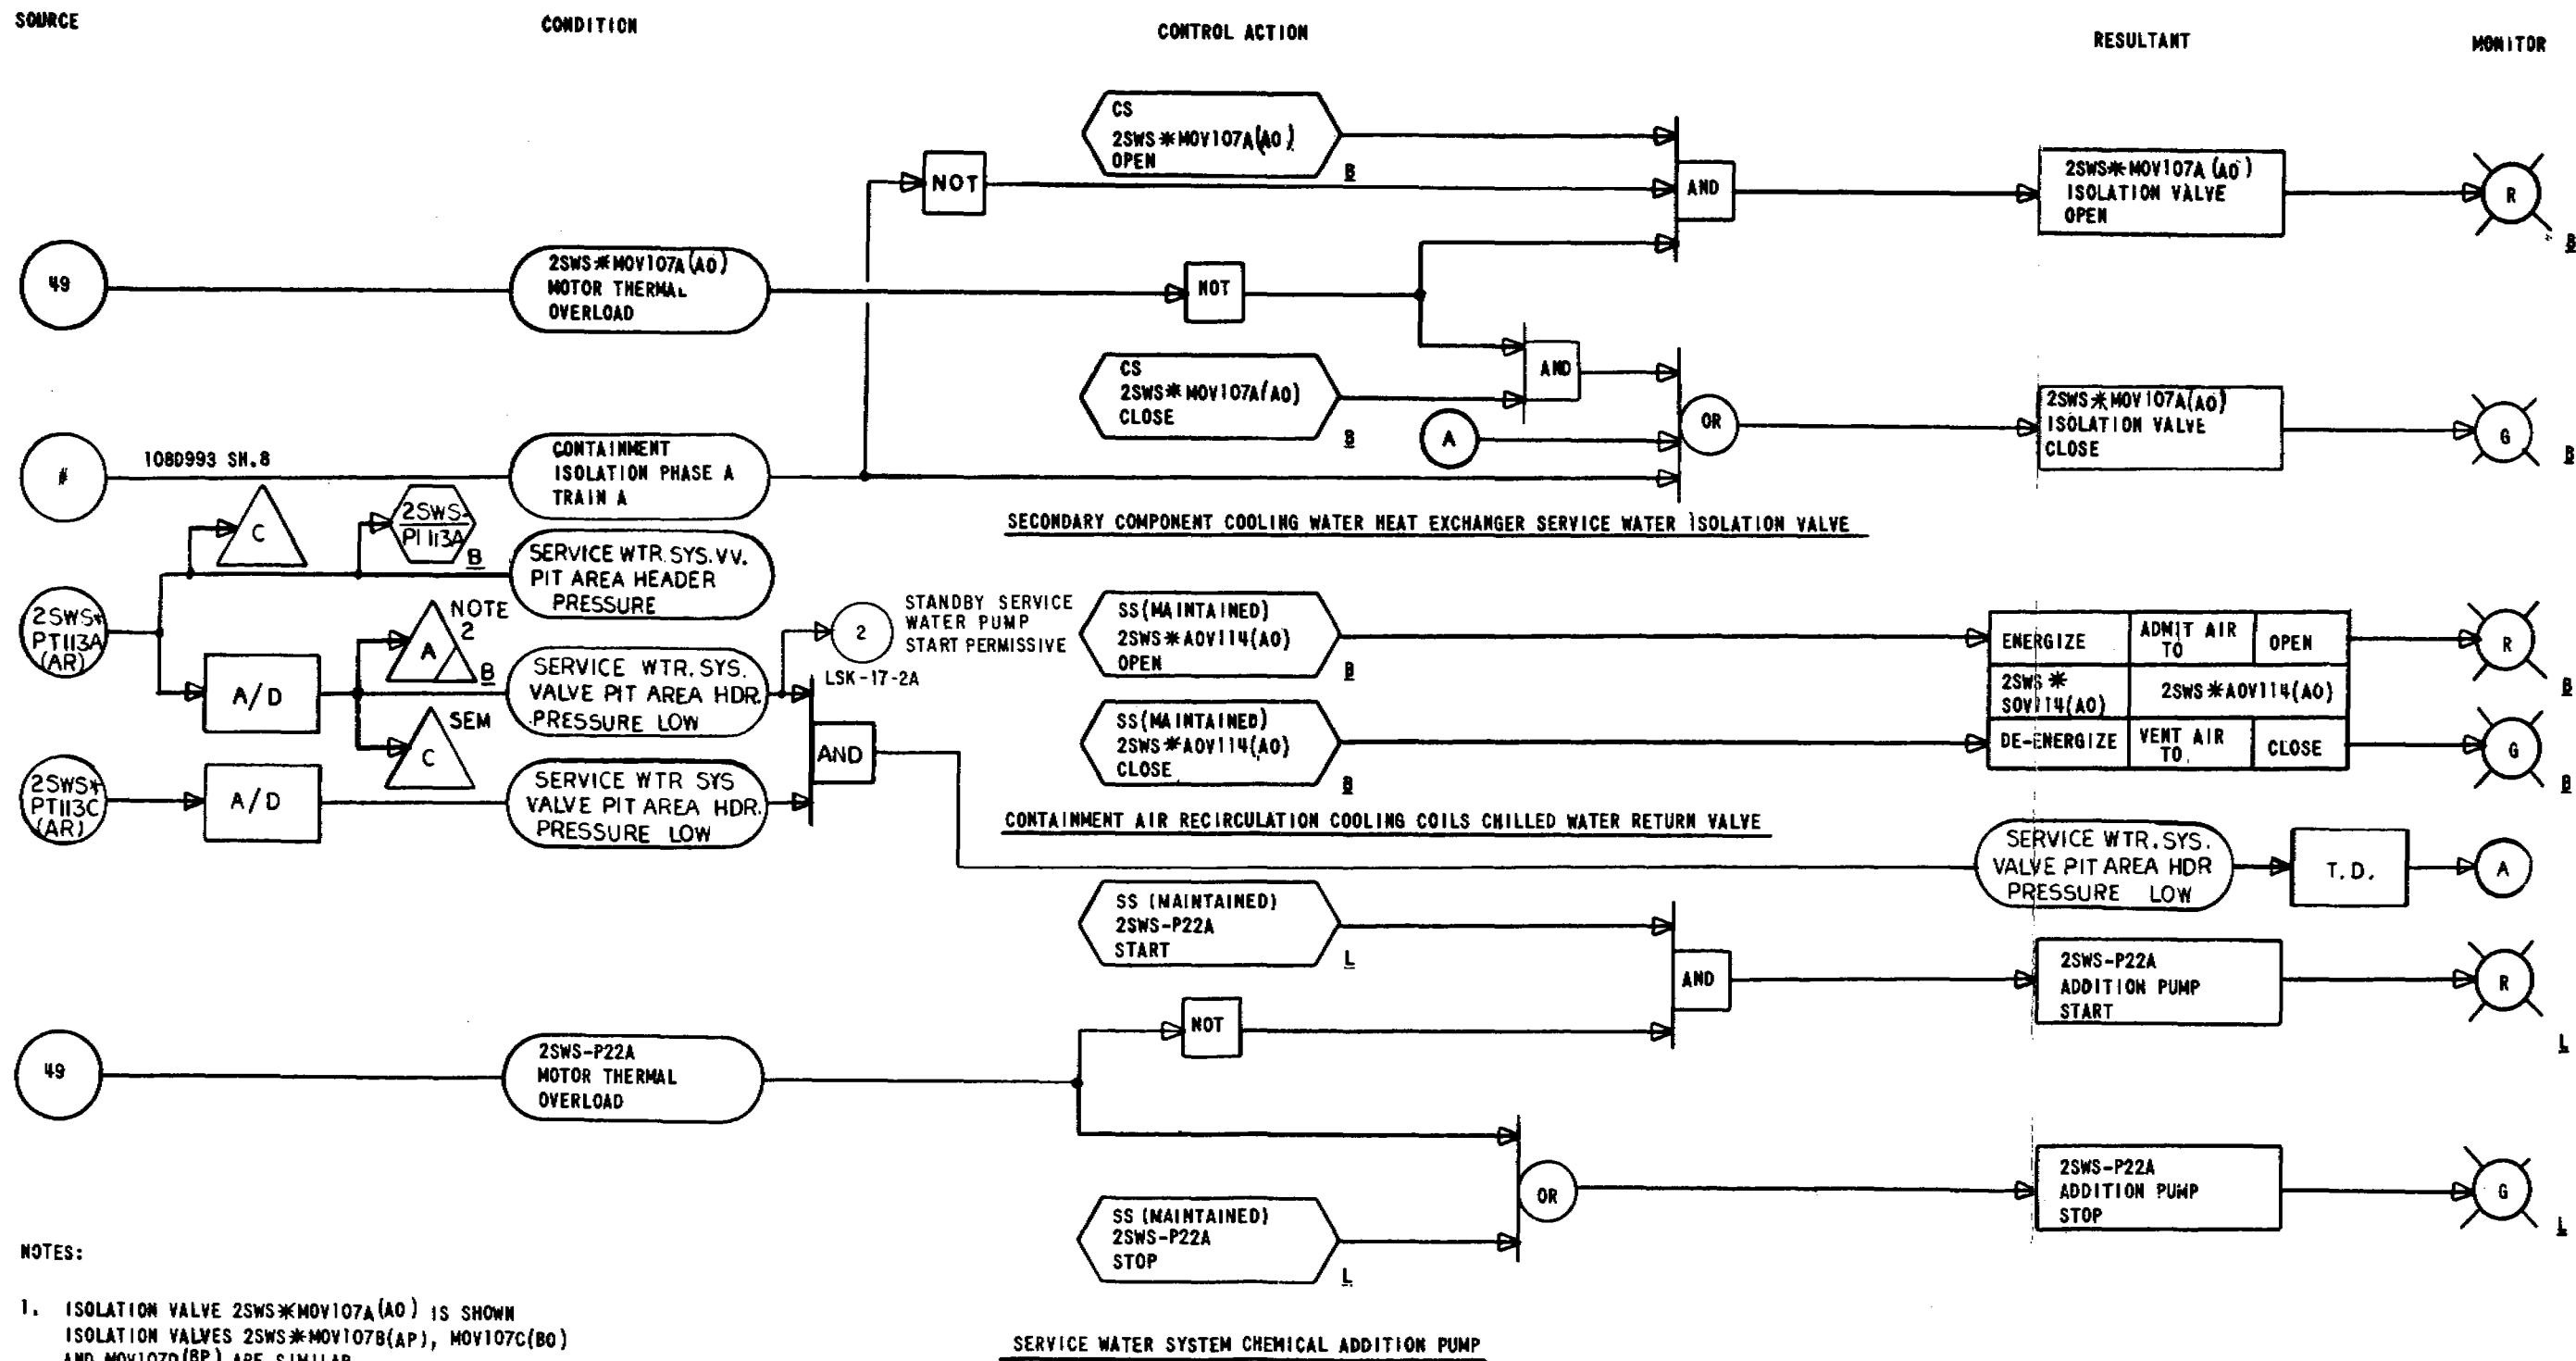 SOURCE
CONDITION
CONTROL ACTION
RESULTANT
MONITOR
CS
2SWS*MOV107A(AO)
OPEN
B
NOT
AND
2SWS*MOV107A(AO)
ISOLATION VALVE
OPEN
R
B
49
2SWS*MOV107A(AO)
MOTOR THERMAL
OVERLOAD
NOT
CS
2SWS*MOV107A(AO)
CLOSE
B
AND
A
OR
2SWS*MOV107A(AO)
ISOLATION VALVE
CLOSE
G
B
#
108D993 SH.8
CONTAINMENT
ISOLATION PHASE A
TRAIN A
SECONDARY COMPONENT COOLING WATER HEAT EXCHANGER SERVICE WATER ISOLATION VALVE
C
2SWS-
PI113A
B
SERVICE WTR. SYS. VV.
PIT AREA HEADER
PRESSURE
2SWS*
PT113A
(AR)
A/D
A
NOTE
2
B
C
SEM
SERVICE WTR. SYS.
VALVE PIT AREA HDR.
PRESSURE LOW
2
STANDBY SERVICE
WATER PUMP
START PERMISSIVE
LSK-17-2A
2SWS*
PT113C
(AR)
A/D
SERVICE WTR SYS
VALVE PIT AREA HDR.
PRESSURE LOW
AND
SS(MAINTAINED)
2SWS*AOV114(AO)
OPEN
B
SS(MAINTAINED)
2SWS*AOV114(AO)
CLOSE
B
ENERGIZE
ADMIT AIR
TO
OPEN
2SWS*
SOV114(AO)
2SWS*AOV114(AO)
DE-ENERGIZE
VENT AIR
TO
CLOSE
R
B
G
B
CONTAINMENT AIR RECIRCULATION COOLING COILS CHILLED WATER RETURN VALVE
SERVICE WTR. SYS.
VALVE PIT AREA HDR
PRESSURE LOW
T.D.
A
SS (MAINTAINED)
2SWS-P22A
START
L
AND
2SWS-P22A
ADDITION PUMP
START
R
L
49
2SWS-P22A
MOTOR THERMAL
OVERLOAD
NOT
SS (MAINTAINED)
2SWS-P22A
STOP
L
OR
2SWS-P22A
ADDITION PUMP
STOP
G
L
NOTES:
1. ISOLATION VALVE 2SWS*MOV107A(AO) IS SHOWN
ISOLATION VALVES 2SWS*MOV107B(AP), MOV107C(BO)
AND MOV107D(BP) ARE SIMILAR
SERVICE WATER SYSTEM CHEMICAL ADDITION PUMP